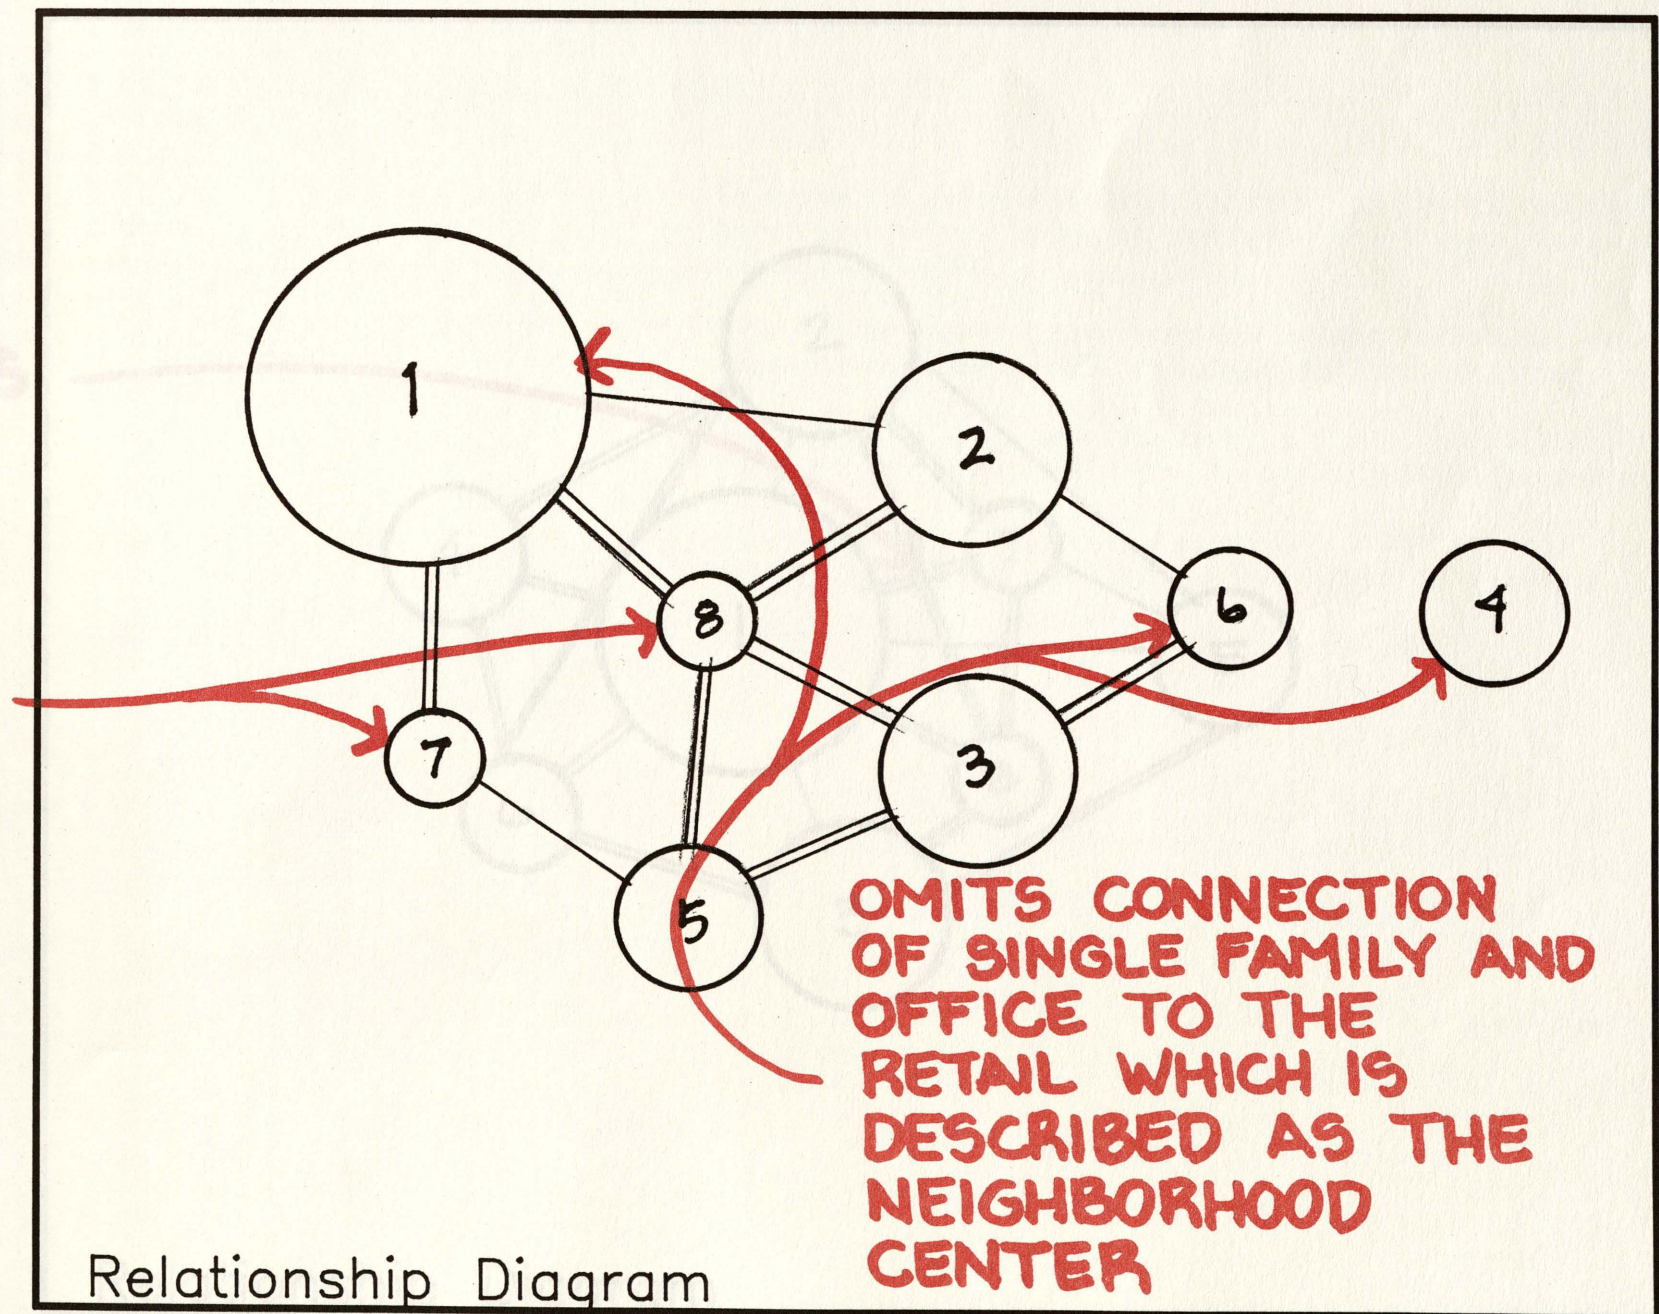 1
2
8
6
4
7
3
5
OMITS CONNECTION
OF SINGLE FAMILY AND
OFFICE TO THE
RETAIL WHICH IS
DESCRIBED AS THE
NEIGHBORHOOD
CENTER
Relationship Diagram